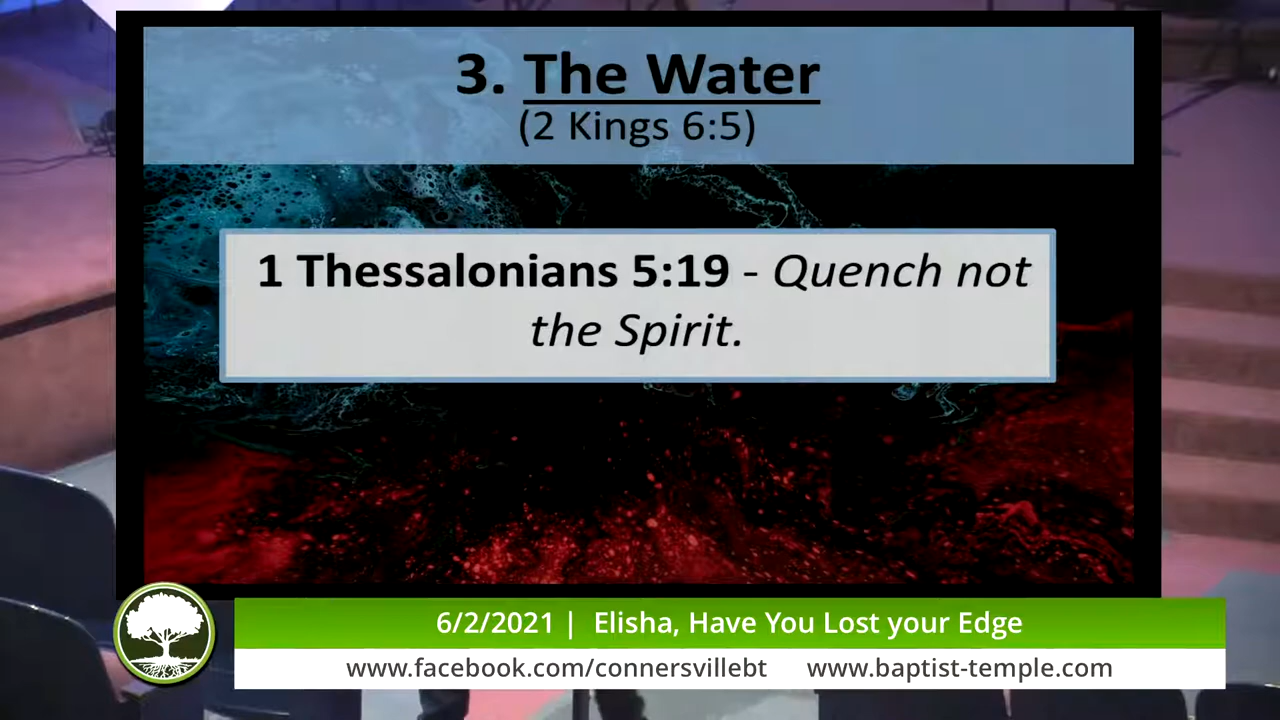 3. The Water
(2 Kings 6:5)
1 Thessalonians 5:19 - Quench not
the Spirit.
6/2/2021 | Elisha, Have You Lost your Edge
www.facebook.com/connersvillebt www.baptist-temple.com